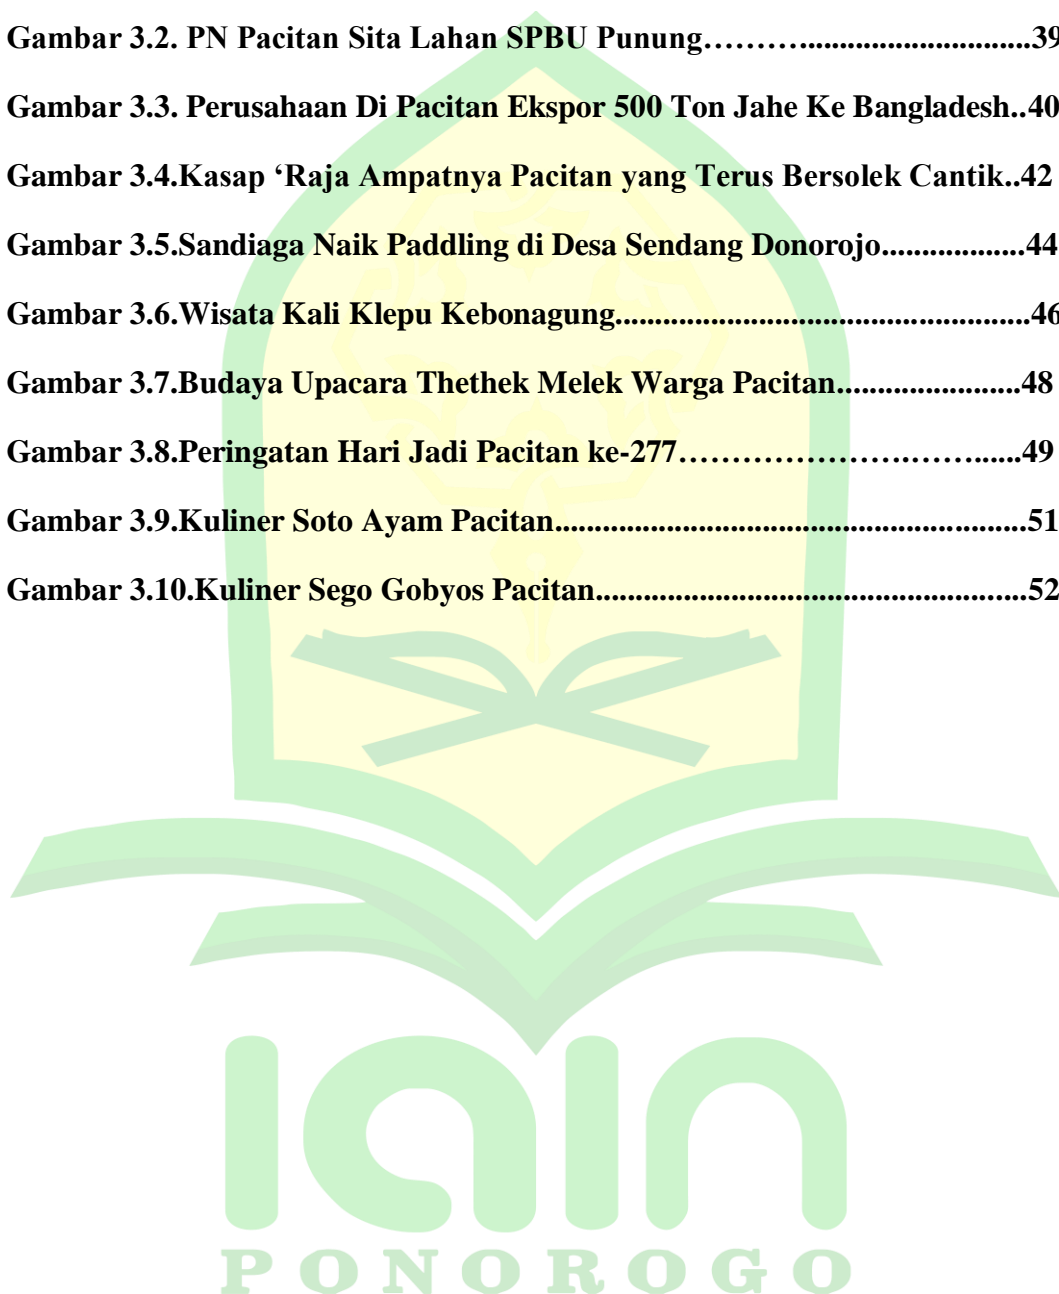 Gambar 3.2. PN Pacitan Sita Lahan SPBU Punung………..............................39
Gambar 3.3. Perusahaan Di Pacitan Ekspor 500 Ton Jahe Ke Bangladesh..40
Gambar 3.4.Kasap ‘Raja Ampatnya Pacitan yang Terus Bersolek Cantik..42
Gambar 3.5.Sandiaga Naik Paddling di Desa Sendang Donorojo..................44
Gambar 3.6.Wisata Kali Klepu Kebonagung.....................................................46
Gambar 3.7.Budaya Upacara Thethek Melek Warga Pacitan.......................48
Gambar 3.8.Peringatan Hari Jadi Pacitan ke-277………………….…….......49
Gambar 3.9.Kuliner Soto Ayam Pacitan............................................................51
Gambar 3.10.Kuliner Sego Gobyos Pacitan.......................................................52
iain
PONOROGO